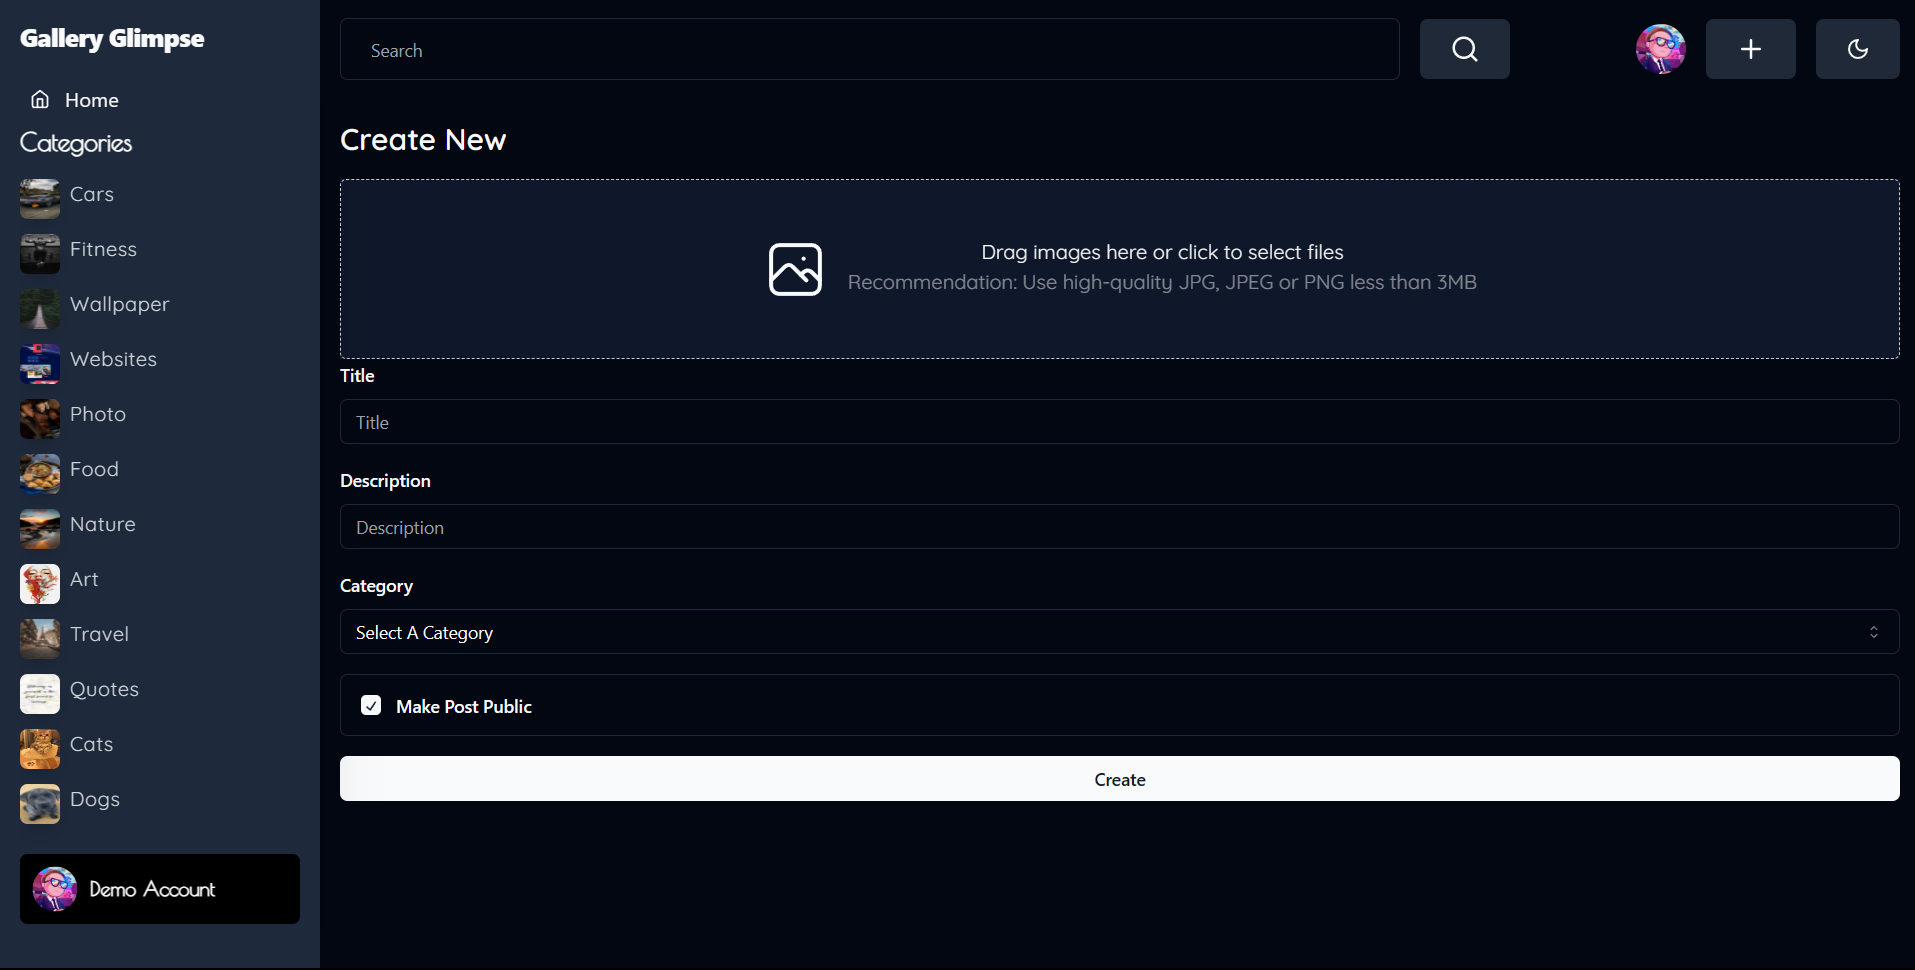 Gallery Glimpse
Home
Categories
Cars
Fitness
Wallpaper
Websites
Photo
Food
Nature
Art
Travel
Quotes
Cats
Dogs
Demo Account
Search
Create New
Drag images here or click to select files
Recommendation: Use high-quality JPG, JPEG or PNG less than 3MB
Title
Title
Description
Description
Category
Select A Category
Make Post Public
Create